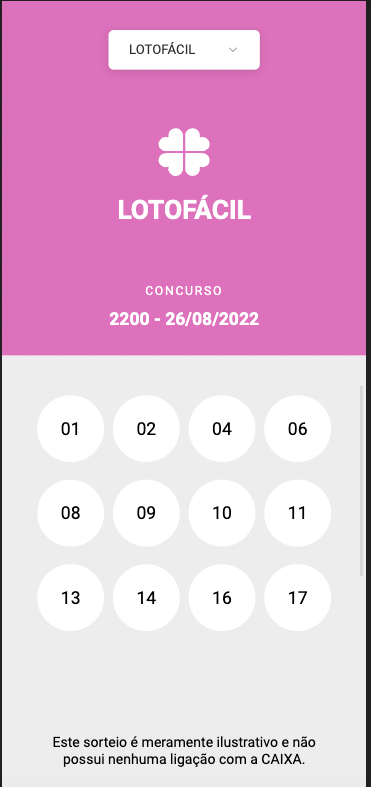 LOTOFÁCIL
LOTOFÁCIL
CONCURSO
2200 - 26/08/2022
01 02 04 06
08 09 10 11
13 14 16 17
Este sorteio é meramente ilustrativo e não
possui nenhuma ligação com a CAIXA.